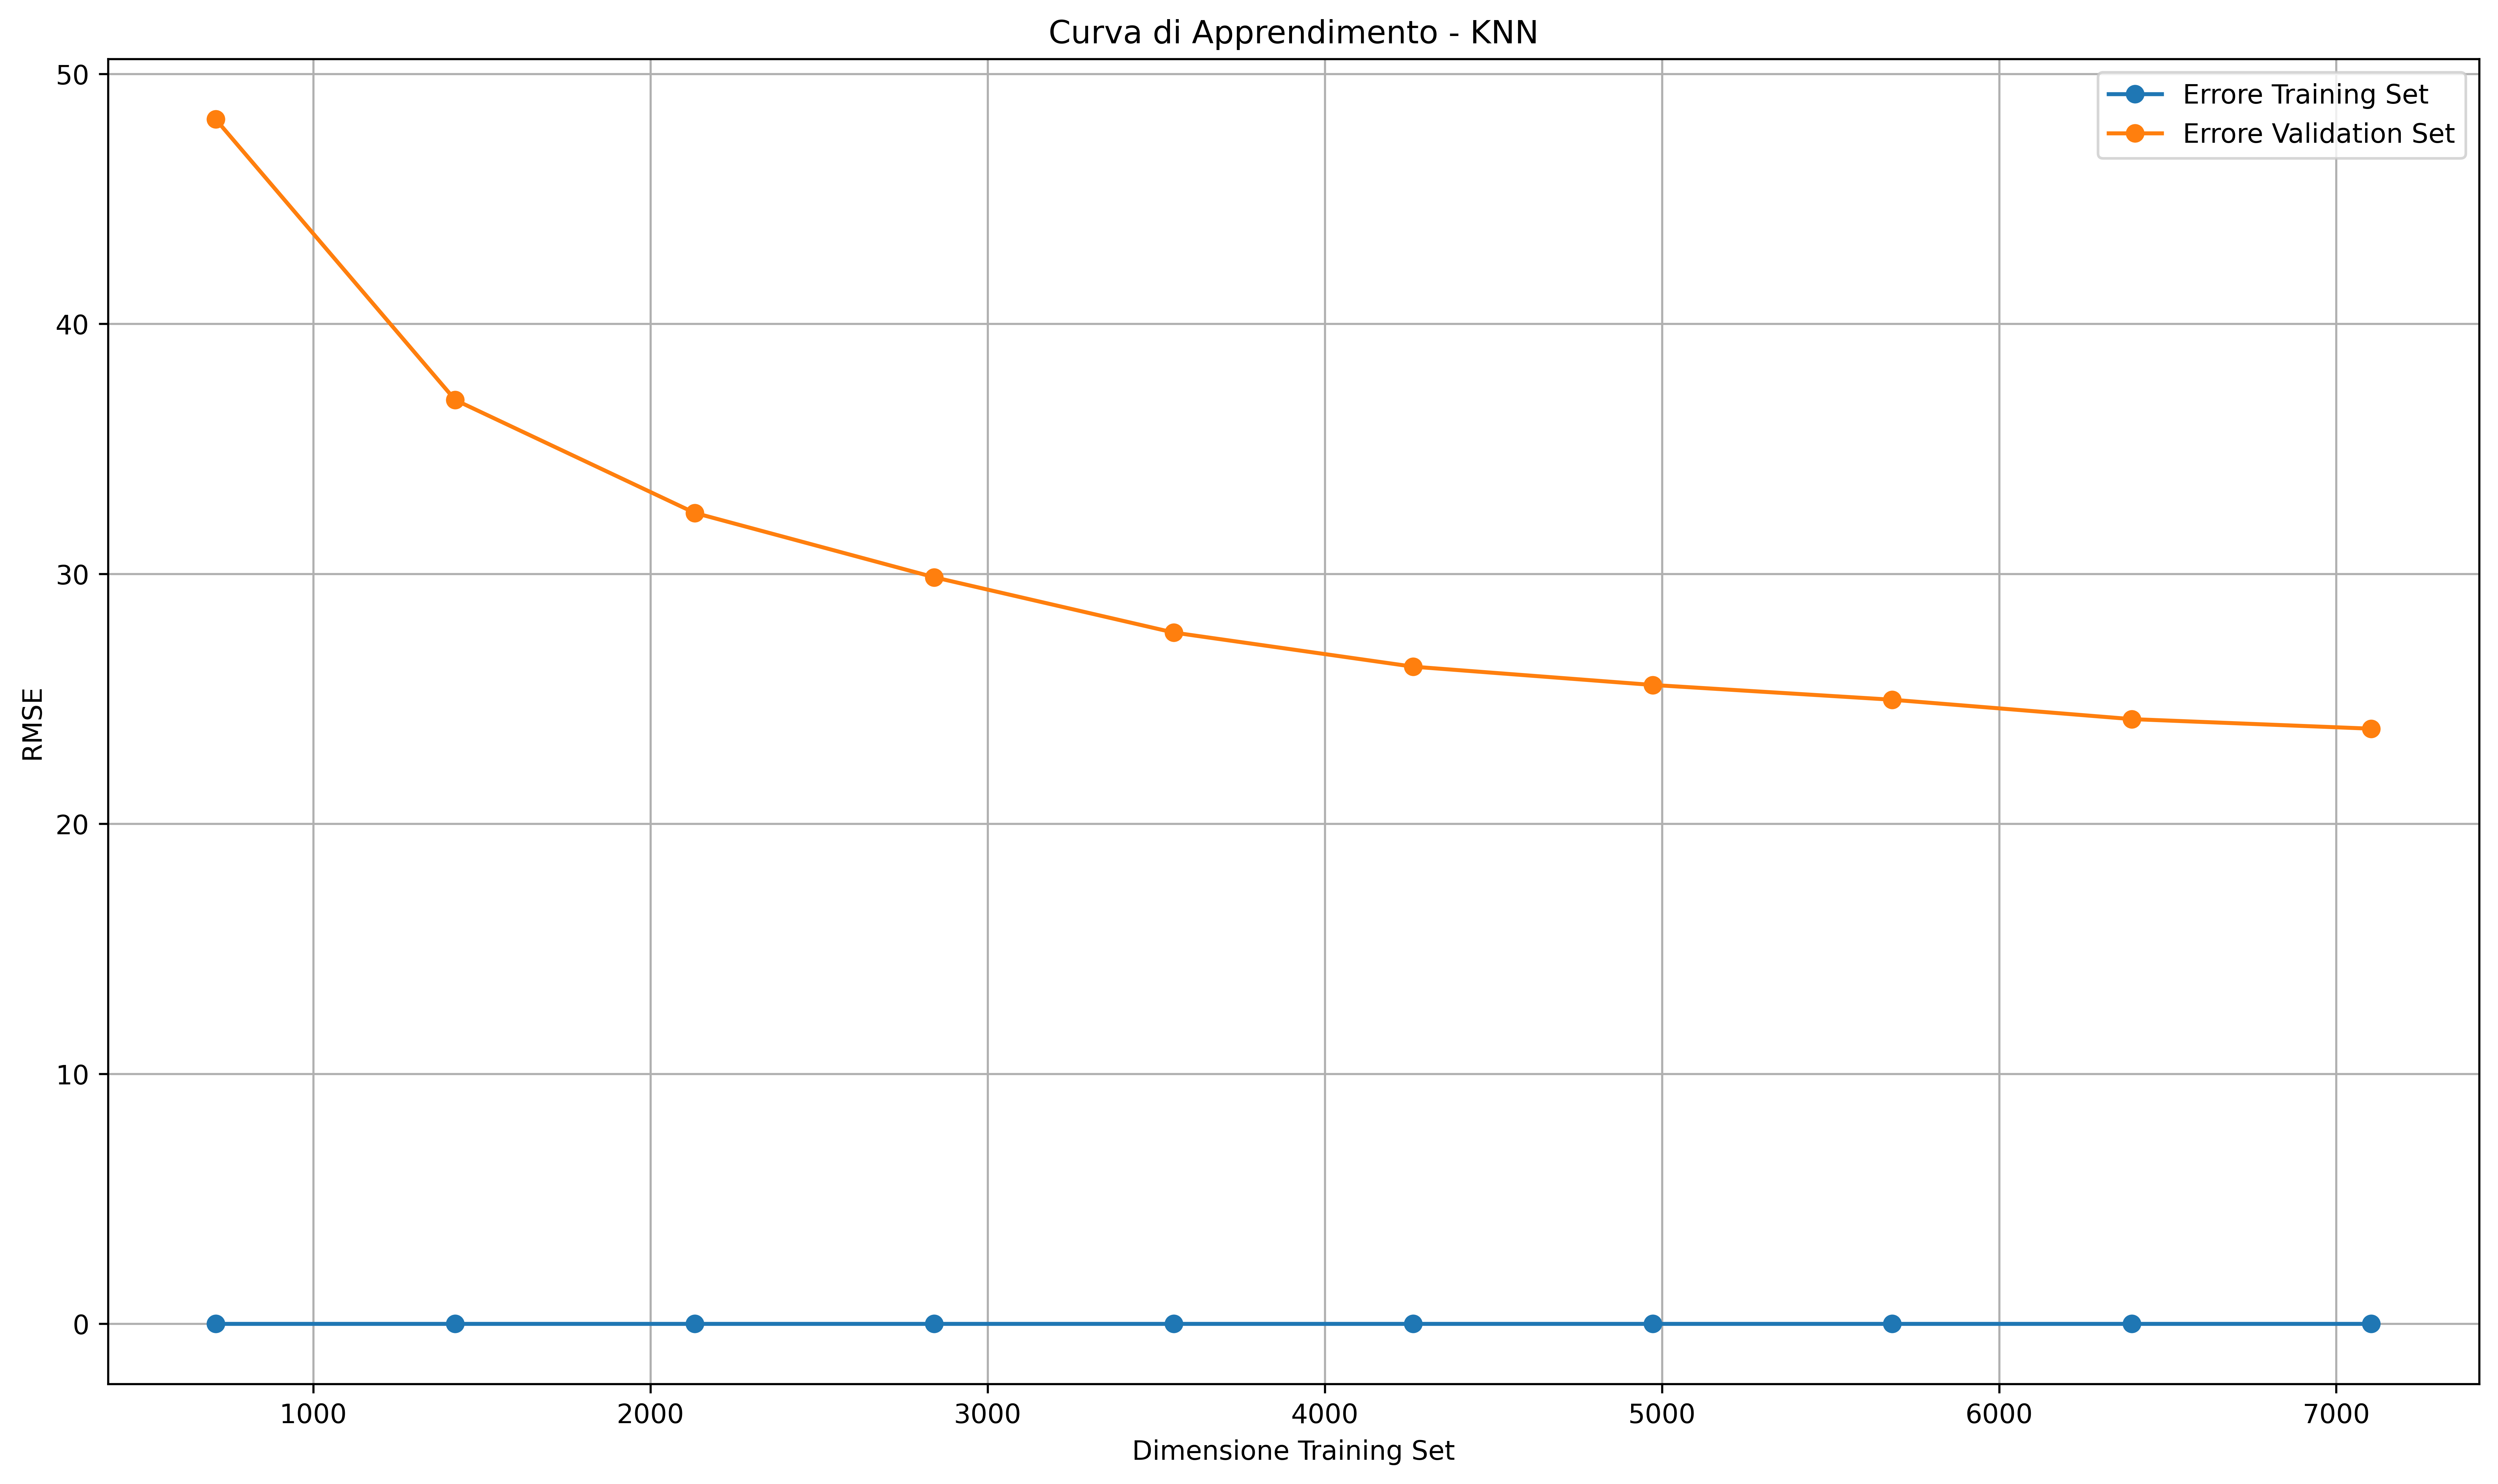 Curva di Apprendimento - KNN
Errore Training Set
Errore Validation Set
50
40
30
20
10
0
RMSE
1000 2000 3000 4000 5000 6000 7000
Dimensione Training Set